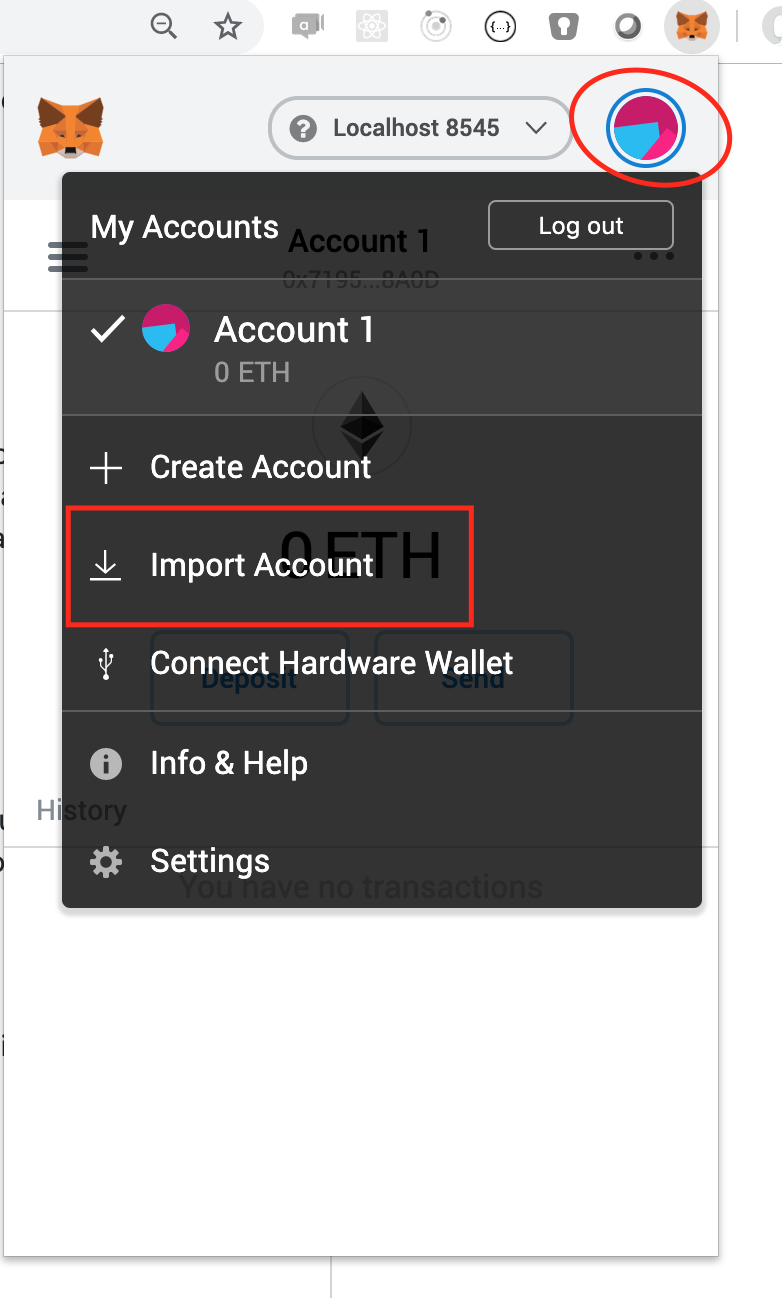 Localhost 8545
My Accounts
Log out
Account 1
0x7195...8A0D
Account 1
0 ETH
Create Account
0 ETH
Import Account
Connect Hardware Wallet
Deposit
Send
Info & Help
History
Settings
You have no transactions